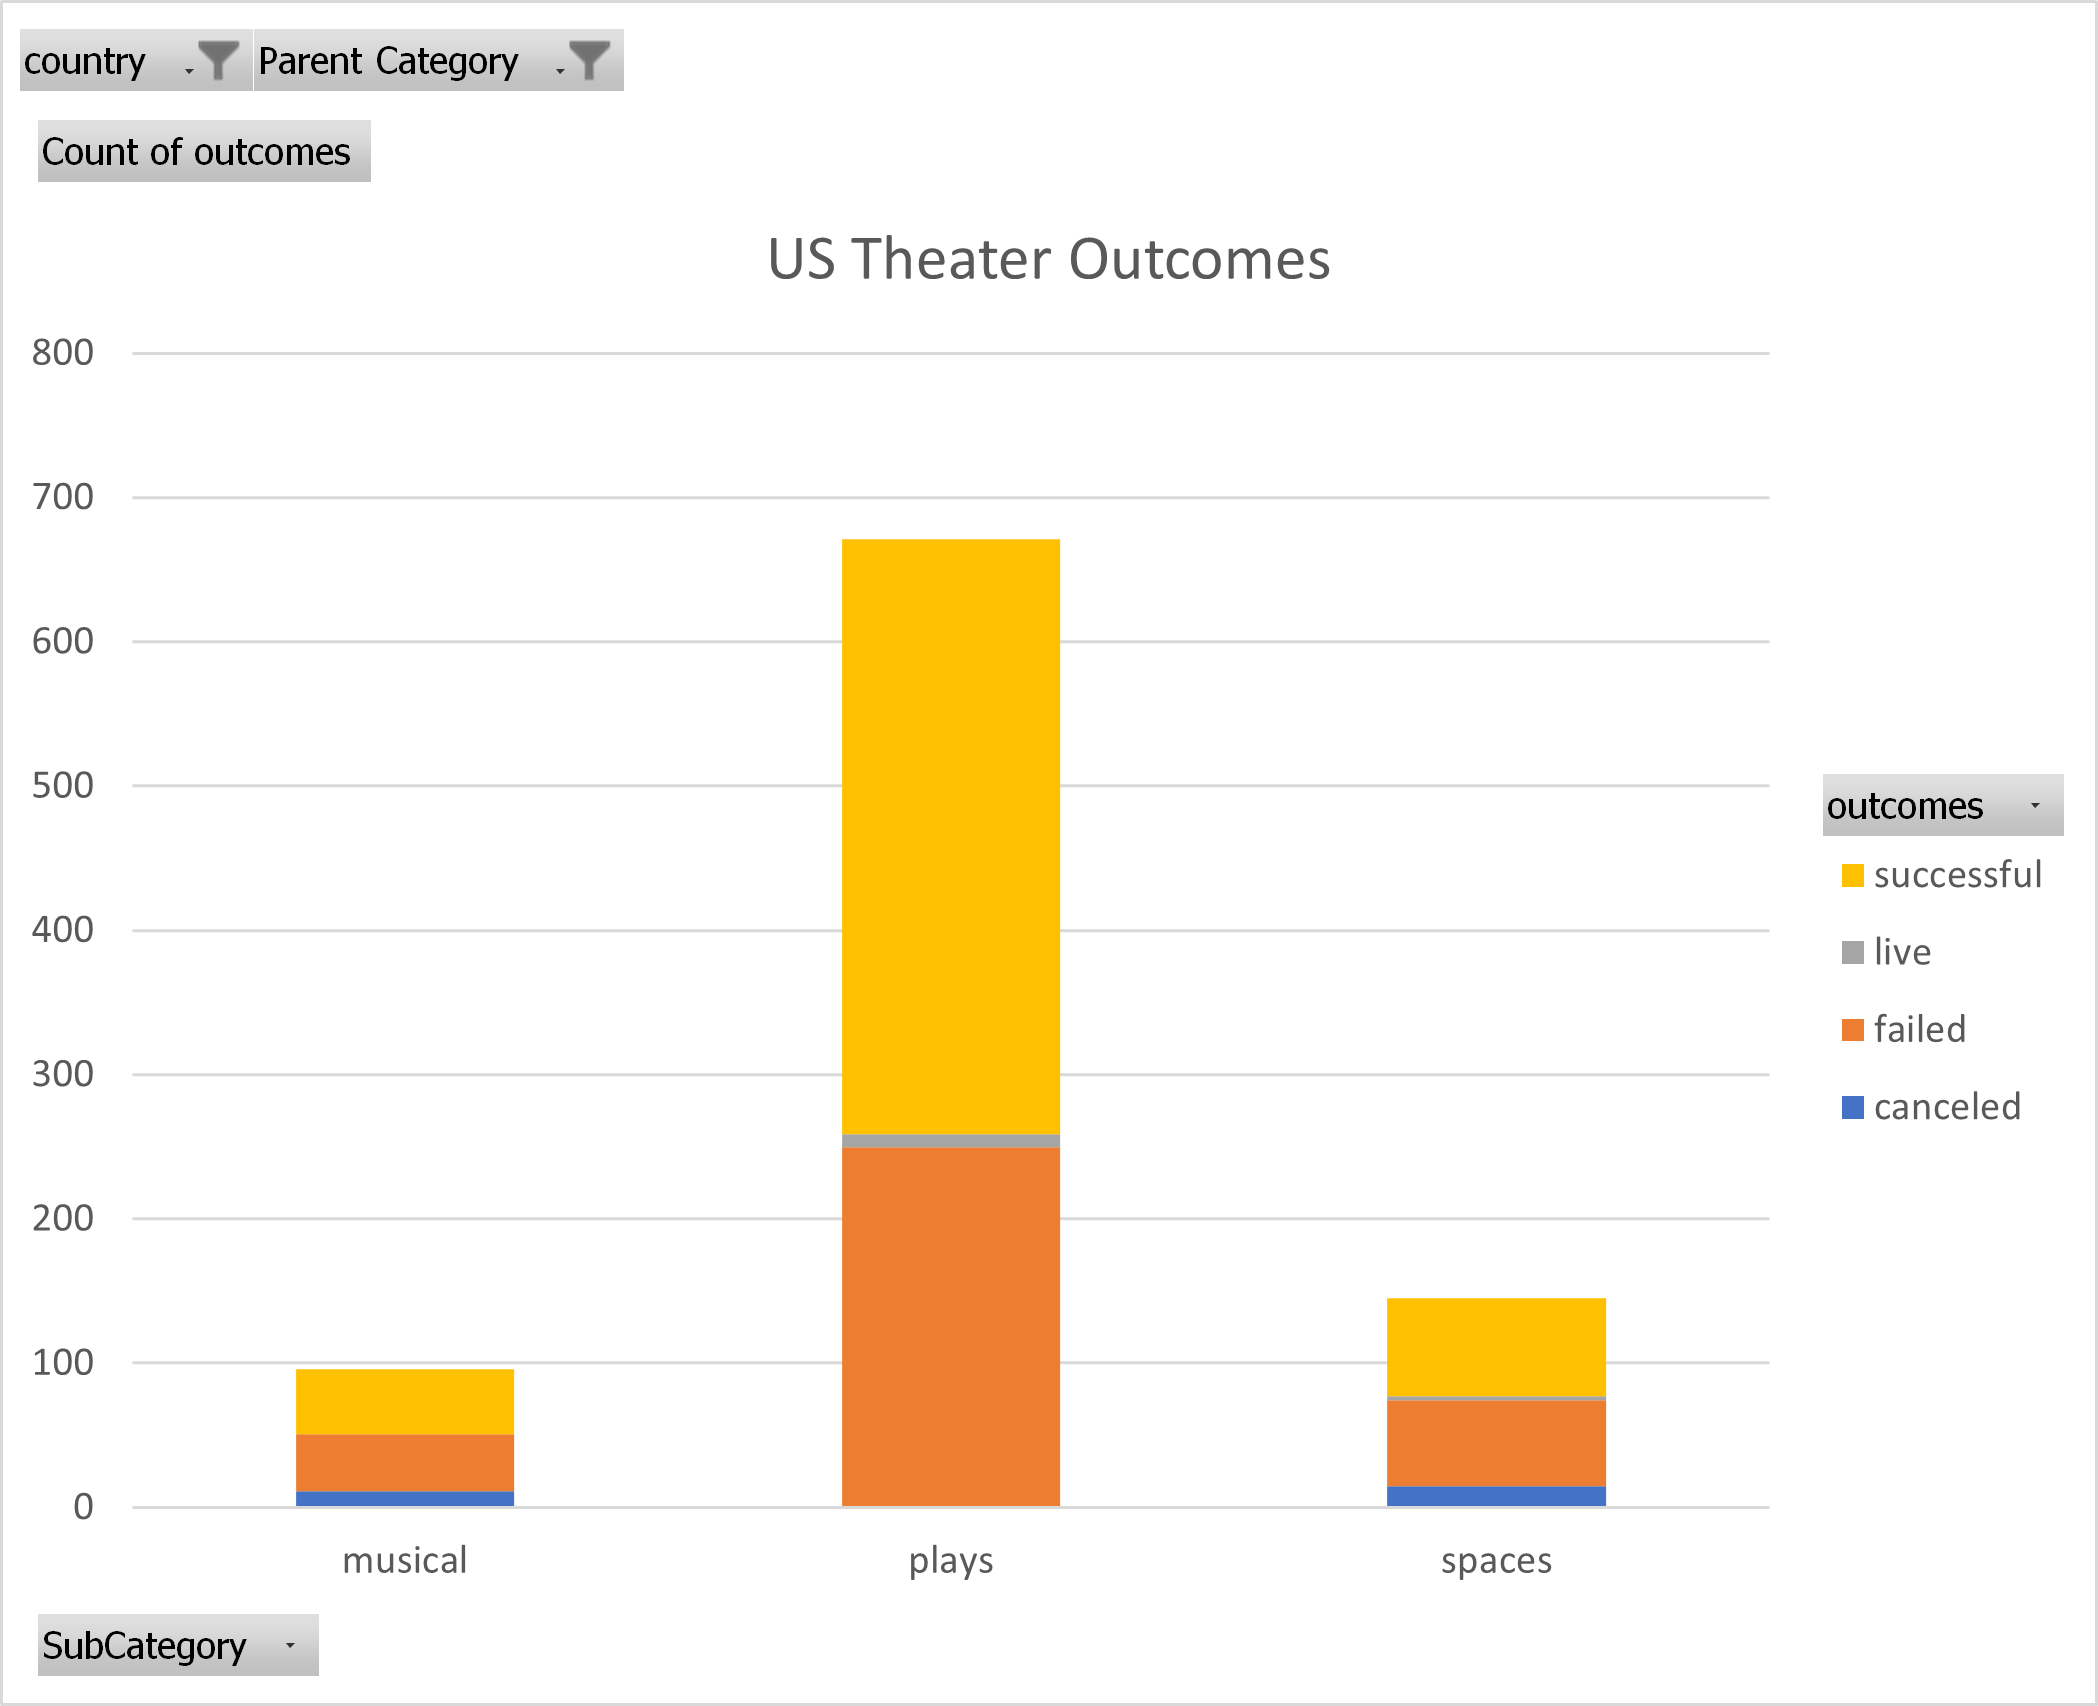 country Parent Category
Count of outcomes
US Theater Outcomes
800
700
600
500
400
300
200
100
0
musical plays spaces
outcomes
successful
live
failed
canceled
SubCategory